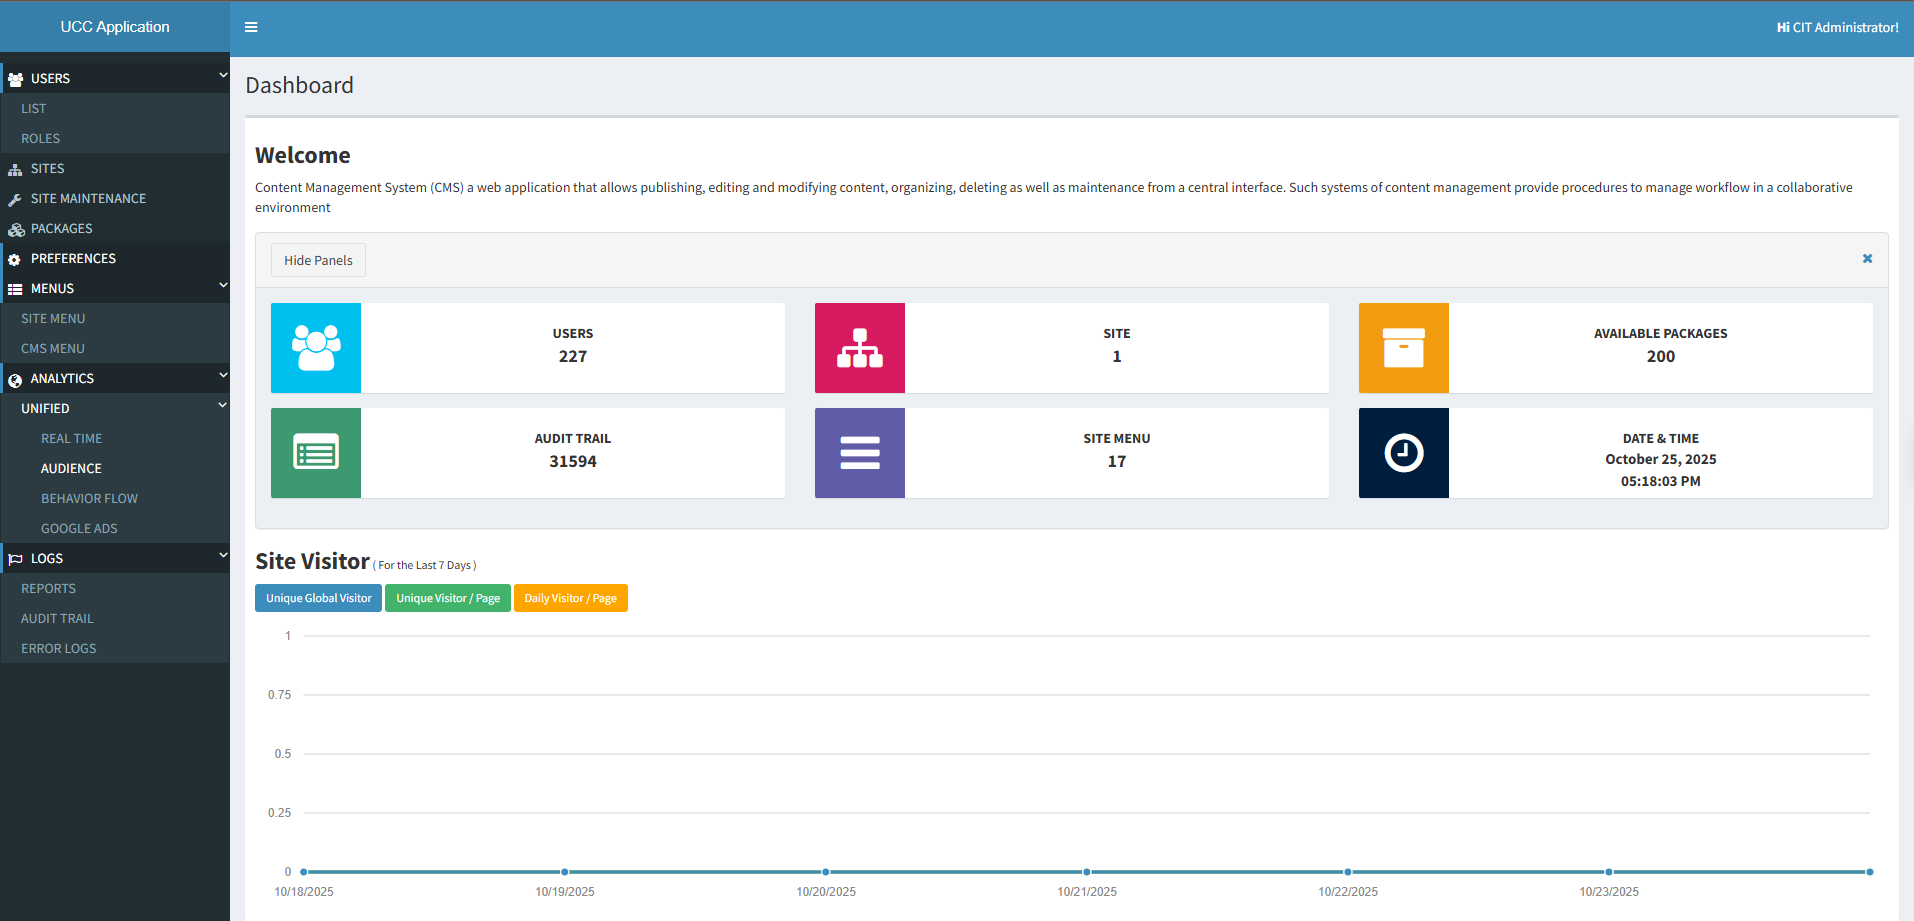 UCC Application
Hi CIT Administrator!
USERS
LIST
ROLES
SITES
SITE MAINTENANCE
PACKAGES
PREFERENCES
MENUS
SITE MENU
CMS MENU
ANALYTICS
UNIFIED
REAL TIME
AUDIENCE
BEHAVIOR FLOW
GOOGLE ADS
LOGS
REPORTS
AUDIT TRAIL
ERROR LOGS
Dashboard
Welcome
Content Management System (CMS) a web application that allows publishing, editing and modifying content, organizing, deleting as well as maintenance from a central interface. Such systems of content management provide procedures to manage workflow in a collaborative
environment
Hide Panels
USERS
227
SITE
1
AVAILABLE PACKAGES
200
AUDIT TRAIL
31594
SITE MENU
17
DATE & TIME
October 25, 2025
05:18:03 PM
Site Visitor ( For the Last 7 Days )
Unique Global Visitor
Unique Visitor / Page
Daily Visitor / Page
1
0.75
0.5
0.25
0
10/18/2025
10/19/2025
10/20/2025
10/21/2025
10/22/2025
10/23/2025